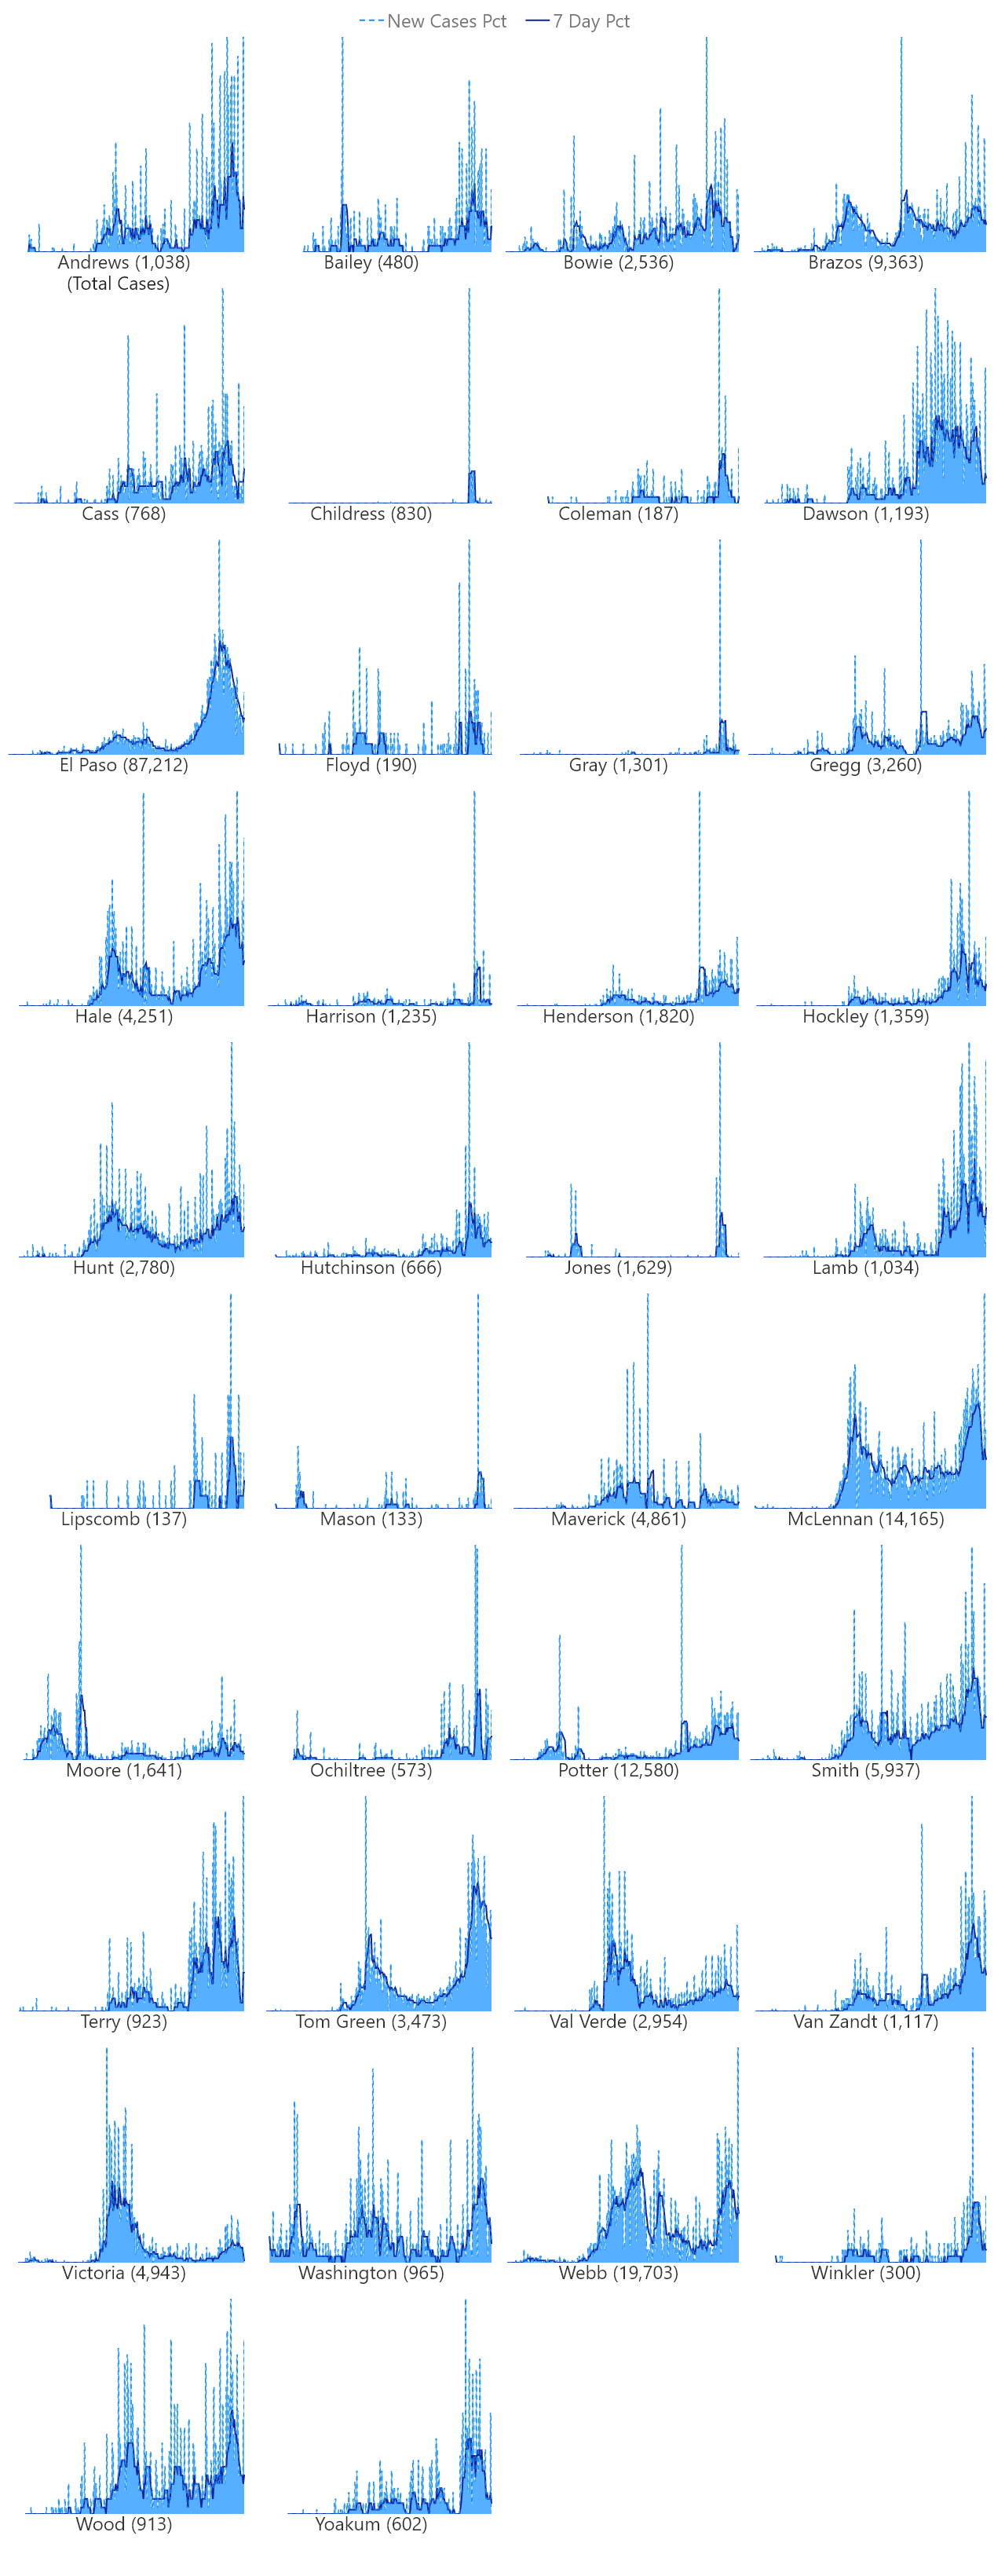 New Cases Pct 7 Day Pct
Andrews (1,038) Bailey (480) Bowie (2,536) Brazos (9,363)
(Total Cases)
Cass (768) Childress (830) Coleman (187) Dawson (1,193)
El Paso (87,212) Floyd (190) Gray (1,301) Gregg (3,260)
Hale (4,251) Harrison (1,235) Henderson (1,820) Hockley (1,359)
Hunt (2,780) Hutchinson (666) Jones (1,629) Lamb (1,034)
Lipscomb (137) Mason (133) Maverick (4,861) McLennan (14,165)
Moore (1,641) Ochiltree (573) Potter (12,580) Smith (5,937)
Terry (923) Tom Green (3,473) Val Verde (2,954) Van Zandt (1,117)
Victoria (4,943) Washington (965) Webb (19,703) Winkler (300)
Wood (913) Yoakum (602)